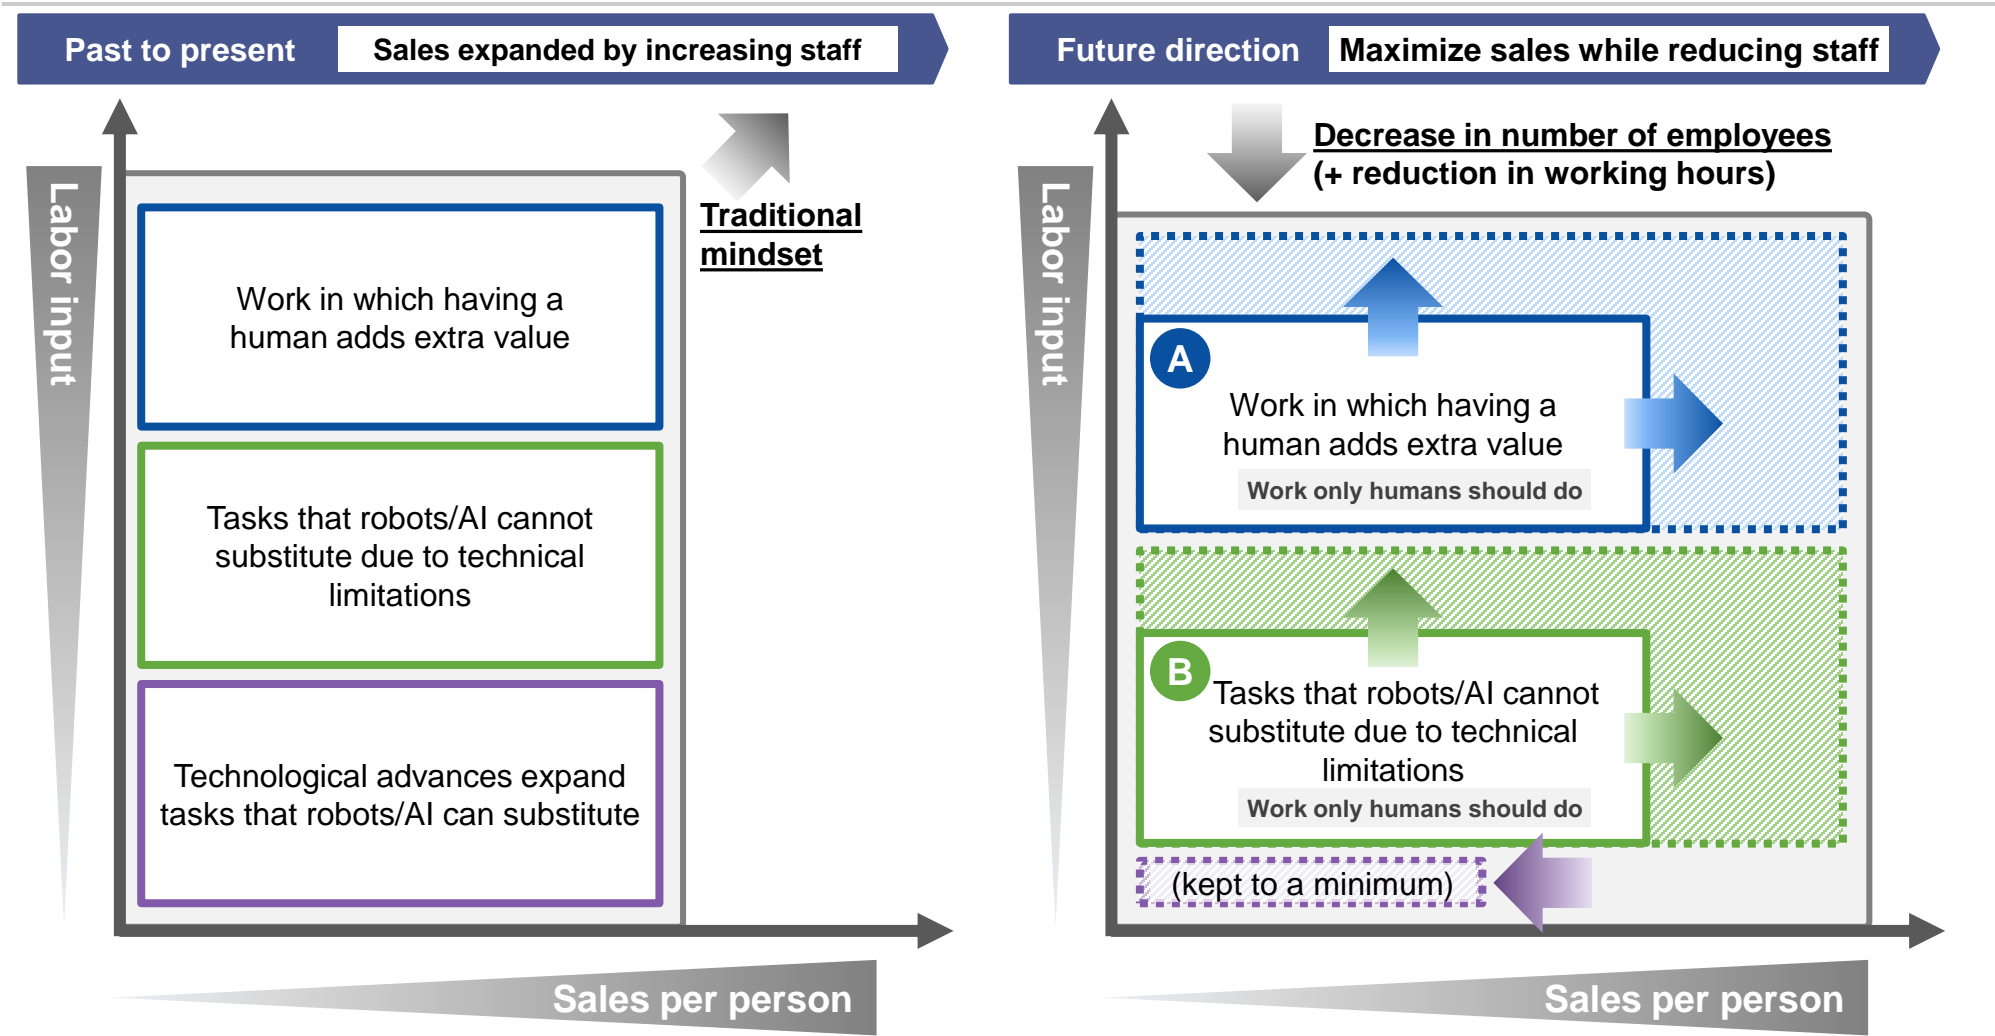 Past to present
Sales expanded by increasing staff
Labor input
Traditional
mindset
Work in which having a
human adds extra value
Tasks that robots/AI cannot
substitute due to technical
limitations
Technological advances expand
tasks that robots/AI can substitute
Sales per person
Future direction
Maximize sales while reducing staff
Decrease in number of employees
(+ reduction in working hours)
Labor input
A
Work in which having a
human adds extra value
Work only humans should do
B
Tasks that robots/AI cannot
substitute due to technical
limitations
Work only humans should do
(kept to a minimum)
Sales per person